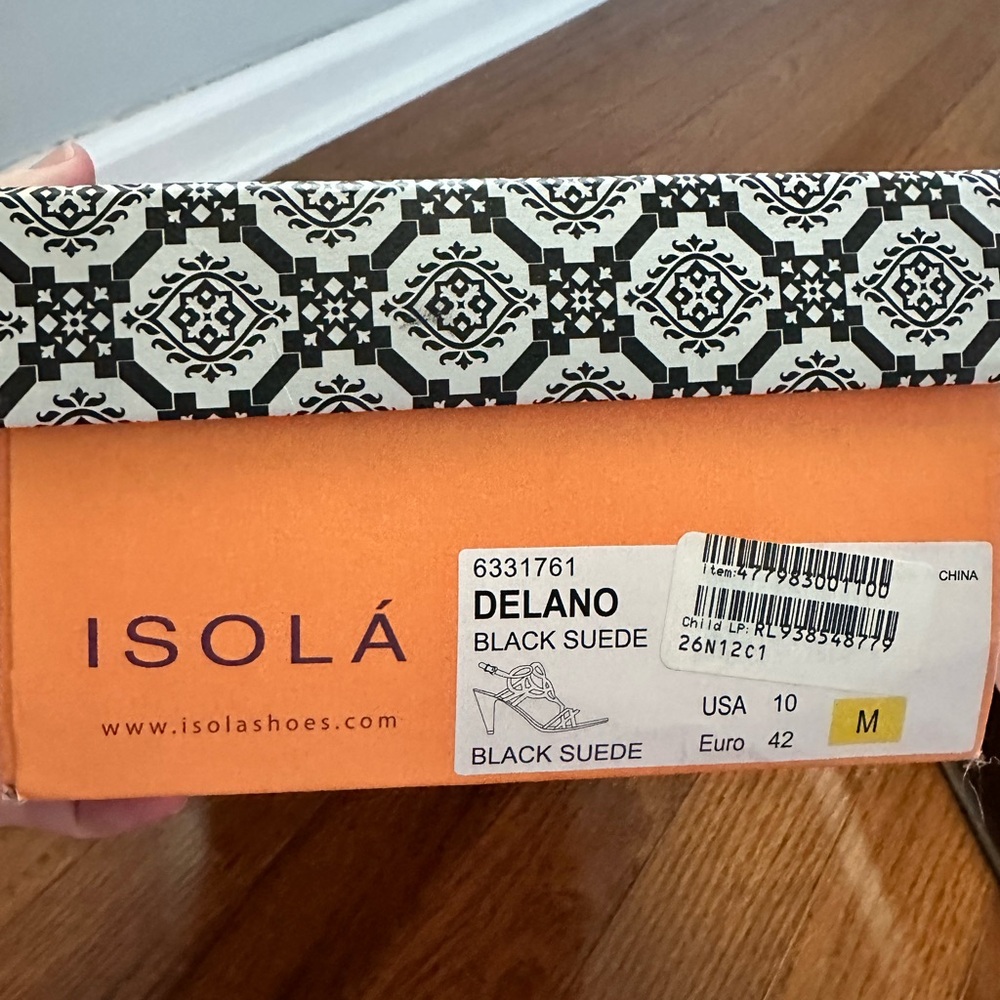 ISOLÁ
www.isolashoes.com
6331761
DELANO
BLACK SUEDE
BLACK SUEDE
item:477983001100
Child LP: RL938548779
26N12C1
CHINA
USA 10
Euro 42
M